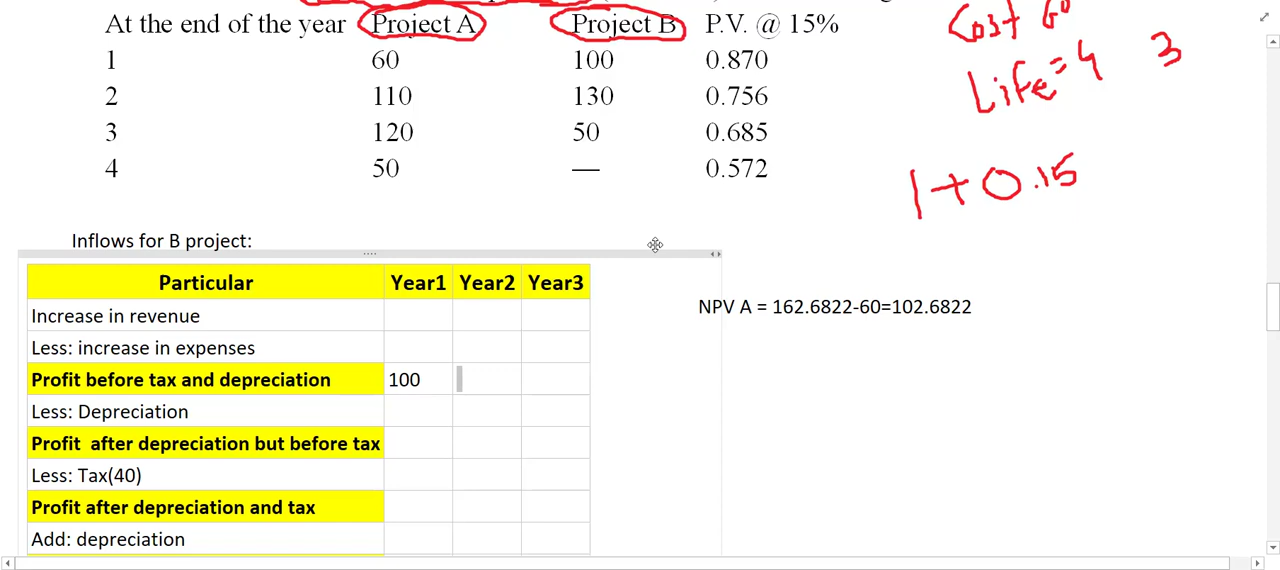 At the end of the year Project A Project B P.V. @ 15%
1 60 100 0.870
2 110 130 0.756
3 120 50 0.685
4 50 — 0.572
Cost 60
Life=4 3
1+0.15
Inflows for B project:
Particular Year1 Year2 Year3
Increase in revenue
Less: increase in expenses
Profit before tax and depreciation 100
Less: Depreciation
Profit after depreciation but before tax
Less: Tax(40)
Profit after depreciation and tax
Add: depreciation
NPV A = 162.6822-60=102.6822